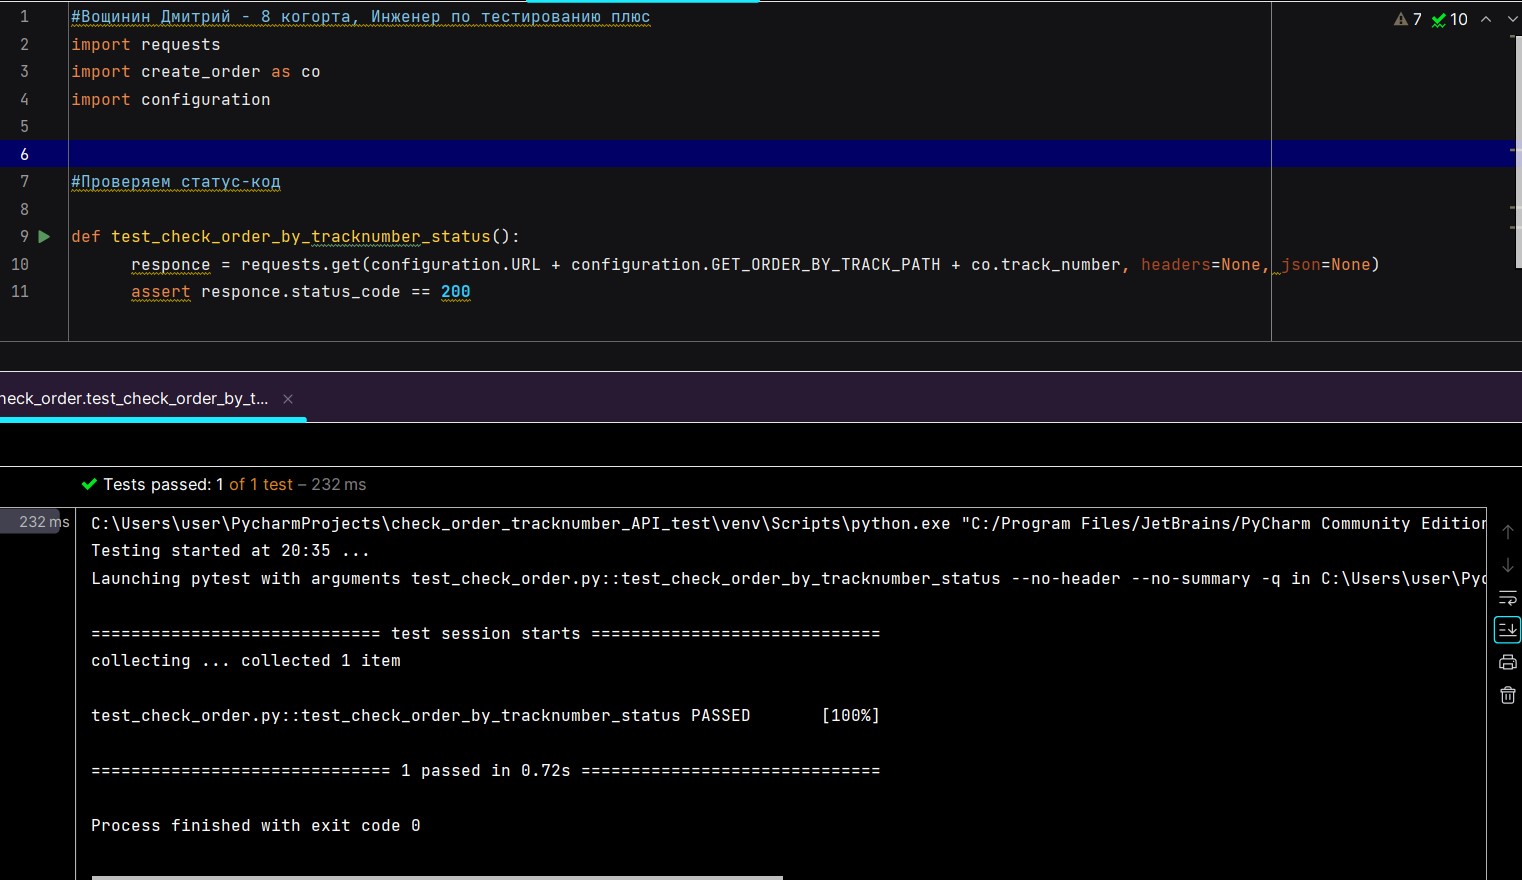 1 #Вощинин Дмитрий - 8 когорта, Инженер по тестированию плюс
7 10
2 import requests
3 import create_order as co
4 import configuration
5
6
7 #Проверяем статус-код
8
9 def test_check_order_by_tracknumber_status():
10 responce = requests.get(configuration.URL + configuration.GET_ORDER_BY_TRACK_PATH + co.track_number, headers=None, json=None)
11 assert responce.status_code == 200
heck_order.test_check_order_by_t... ×
Tests passed: 1 of 1 test – 232 ms
232 ms
C:\Users\user\PycharmProjects\check_order_tracknumber_API_test\venv\Scripts\python.exe "C:/Program Files/JetBrains/PyCharm Community Edition
Testing started at 20:35 ...
Launching pytest with arguments test_check_order.py::test_check_order_by_tracknumber_status --no-header --no-summary -q in C:\Users\user\Pyc
============================= test session starts =============================
collecting ... collected 1 item
test_check_order.py::test_check_order_by_tracknumber_status PASSED [100%]
============================== 1 passed in 0.72s ==============================
Process finished with exit code 0